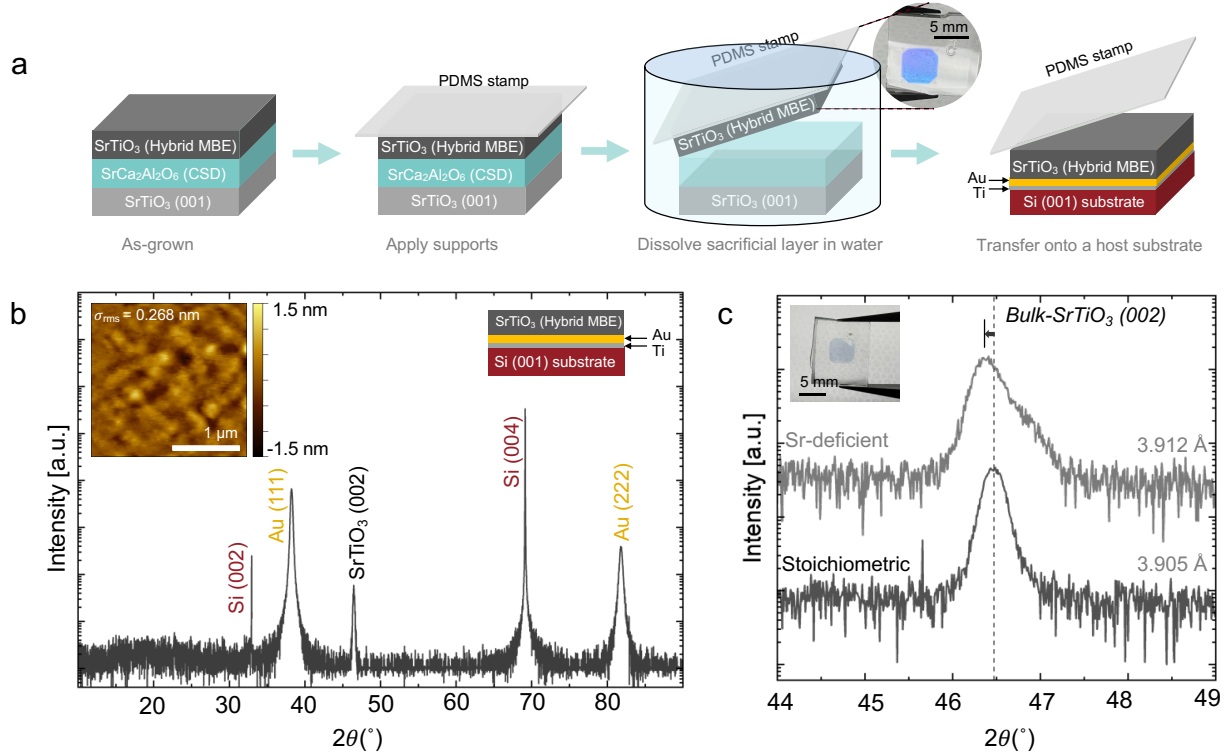 a
PDMS stamp
SrTiO₃ (Hybrid MBE)
SrCa₂Al₂O₆ (CSD)
SrTiO₃ (001)
As-grown
PDMS stamp
SrTiO₃ (Hybrid MBE)
SrCa₂Al₂O₆ (CSD)
SrTiO₃ (001)
Apply supports
SrTiO₃ (Hybrid MBE)
SrTiO₃ (001)
Dissolve sacrificial layer in water
5 mm
PDMS stamp
SrTiO₃ (Hybrid MBE)
Au
Ti
Si (001) substrate
Transfer onto a host substrate
b
σrms = 0.268 nm
1 µm
1.5 nm
-1.5 nm
SrTiO₃ (Hybrid MBE)
Au
Ti
Si (001) substrate
Si (002)
Au (111)
SrTiO₃ (002)
Si (004)
Au (222)
Intensity [a.u.]
20 30 40 50 60 70 80
2θ(°)
c
5 mm
Bulk-SrTiO₃ (002)
Sr-deficient
3.912 Å
Stoichiometric
3.905 Å
Intensity [a.u.]
44 45 46 47 48 49
2θ(°)